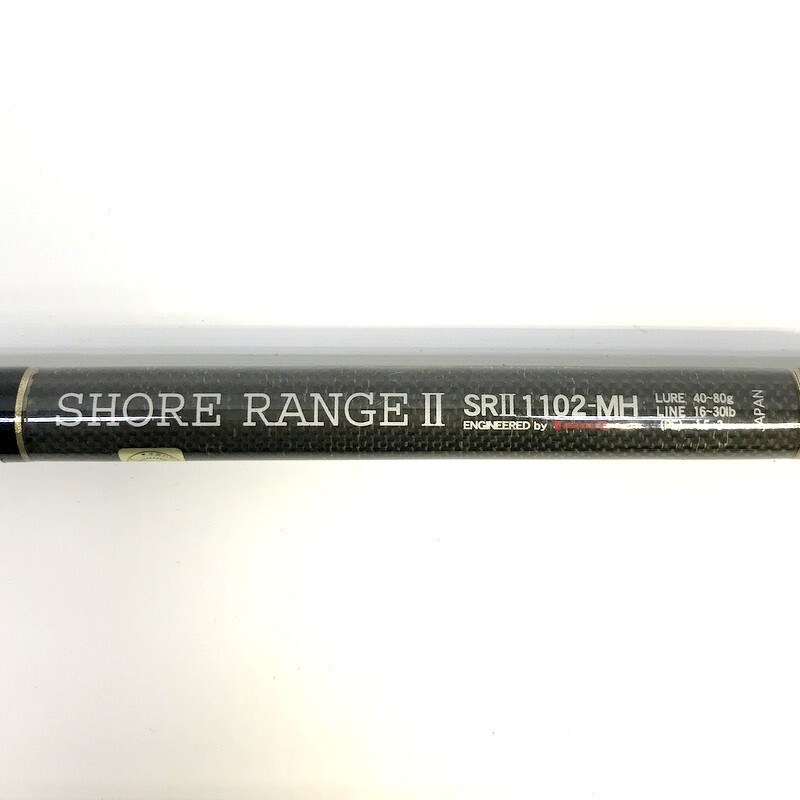 SHORE RANGE II
SRII 1102-MH
ENGINEERED by
LURE 40~80g
LINE 16~30lb
JAPAN